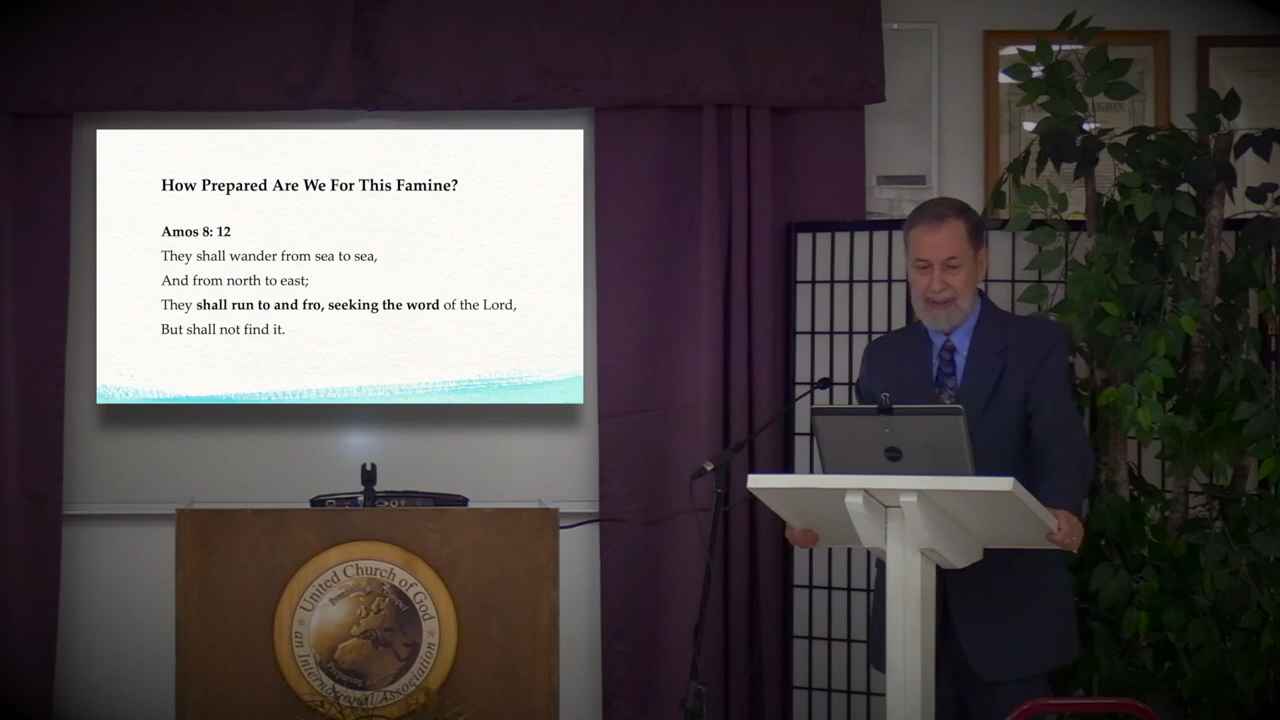 How Prepared Are We For This Famine?
Amos 8: 12
They shall wander from sea to sea,
And from north to east;
They shall run to and fro, seeking the word of the Lord,
But shall not find it.
United Church of God
an International Association
Preparing a